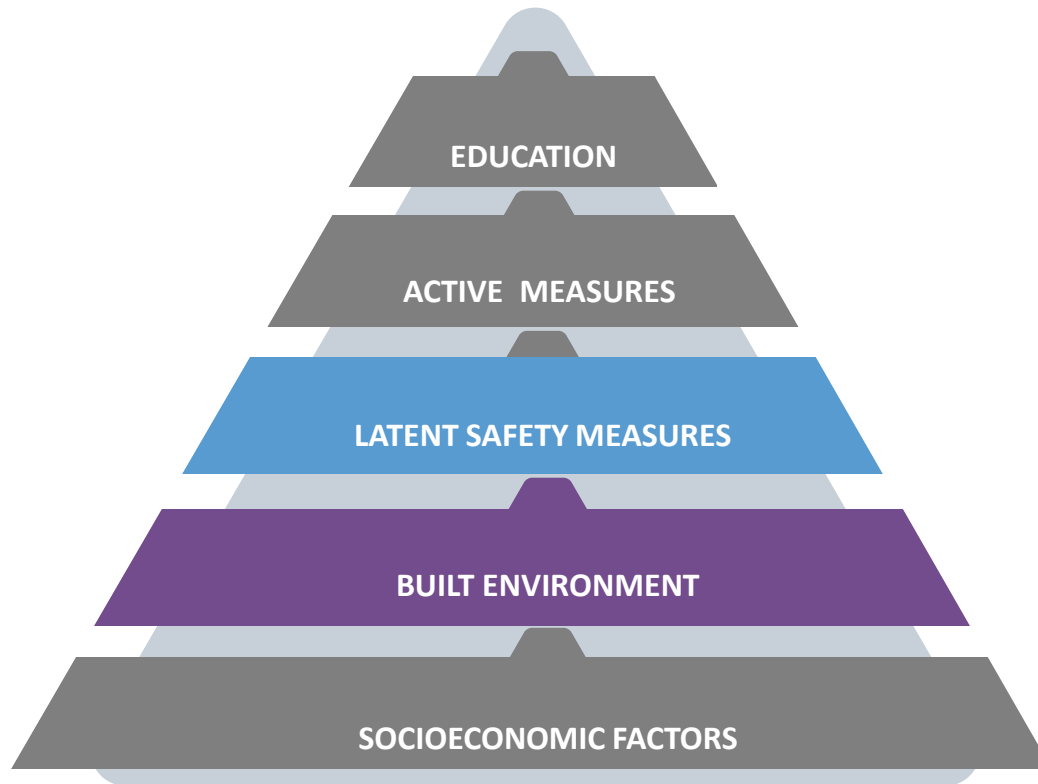 EDUCATION
ACTIVE MEASURES
LATENT SAFETY MEASURES
BUILT ENVIRONMENT
SOCIOECONOMIC FACTORS